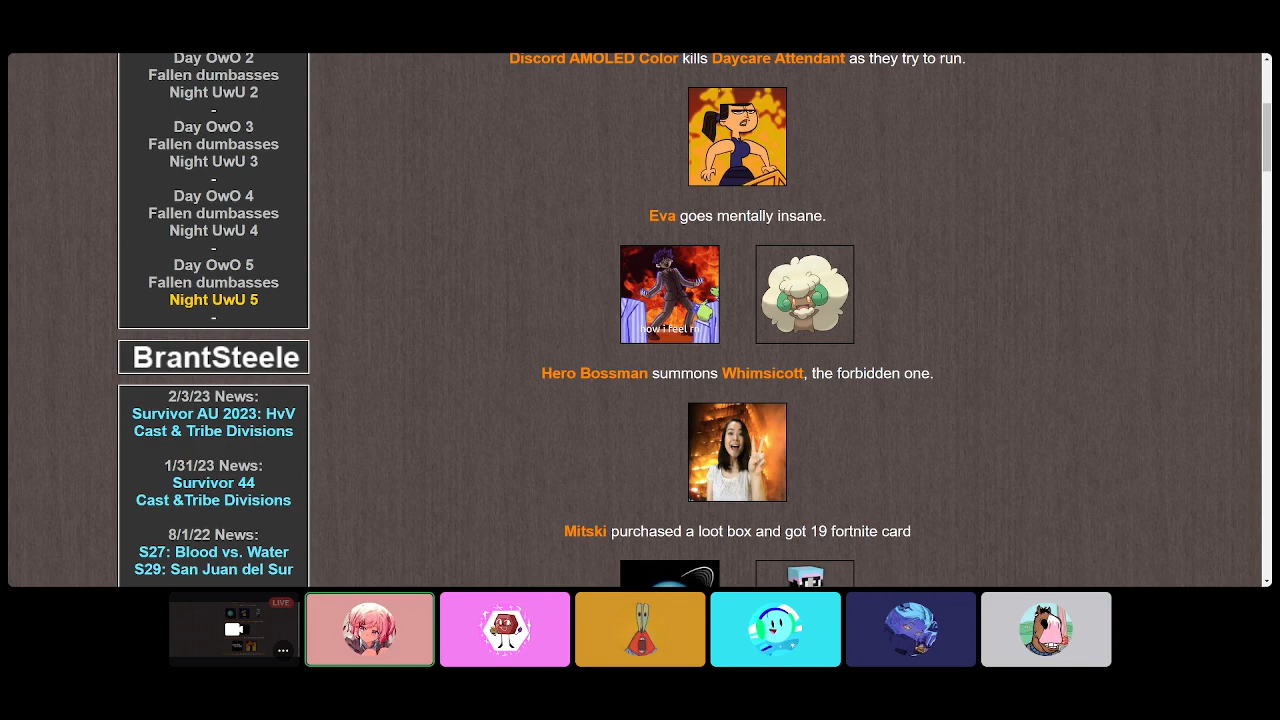 Day OwO 2
Fallen dumbasses
Night UwU 2
-
Day OwO 3
Fallen dumbasses
Night UwU 3
-
Day OwO 4
Fallen dumbasses
Night UwU 4
-
Day OwO 5
Fallen dumbasses
Night UwU 5
-
BrantSteele
2/3/23 News:
Survivor AU 2023: HvV
Cast & Tribe Divisions
1/31/23 News:
Survivor 44
Cast &Tribe Divisions
8/1/22 News:
S27: Blood vs. Water
S29: San Juan del Sur
Discord AMOLED Color kills Daycare Attendant as they try to run.
Eva goes mentally insane.
how i feel rn
Hero Bossman summons Whimsicott, the forbidden one.
Mitski purchased a loot box and got 19 fortnite card
LIVE